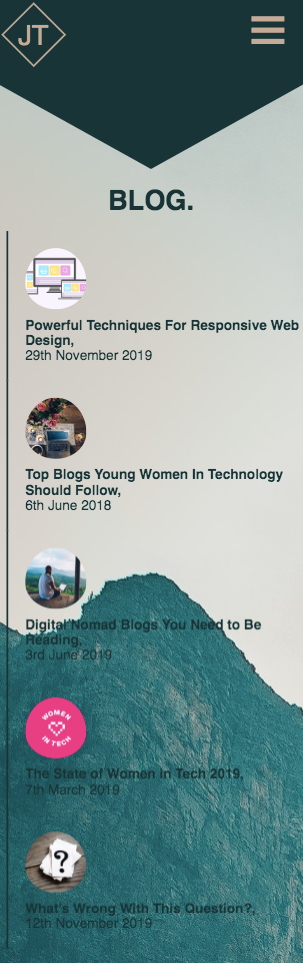 JT
BLOG.
Powerful Techniques For Responsive Web
Design,
29th November 2019
Top Blogs Young Women In Technology
Should Follow,
6th June 2018
Digital Nomad Blogs You Need to Be
Reading,
3rd June 2019
WOMEN
IN TECH
The State of Women in Tech 2019,
7th March 2019
?
What's Wrong With This Question?,
12th November 2019